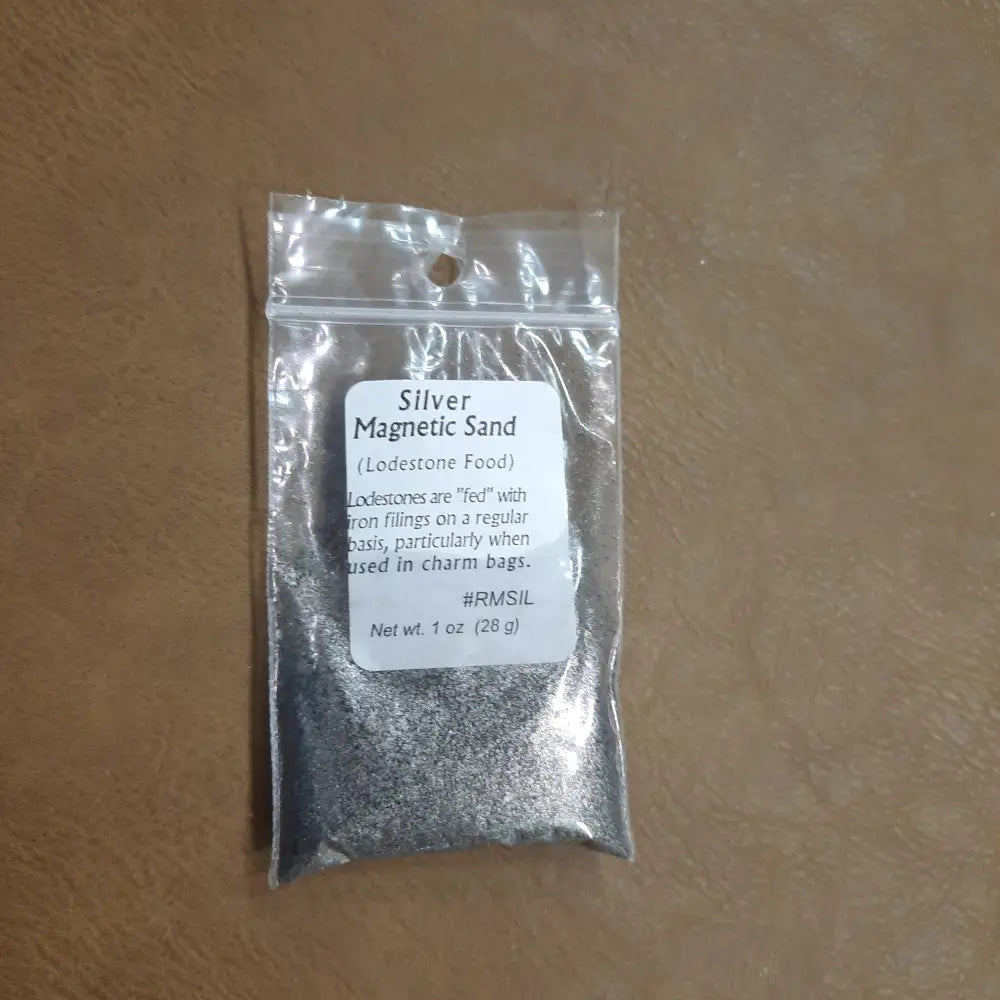 Silver
Magnetic Sand
(Lodestone Food)
Lodestones are "fed" with
iron filings on a regular
basis, particularly when
used in charm bags.
#RMSIL
Net wt. 1 oz (28 g)